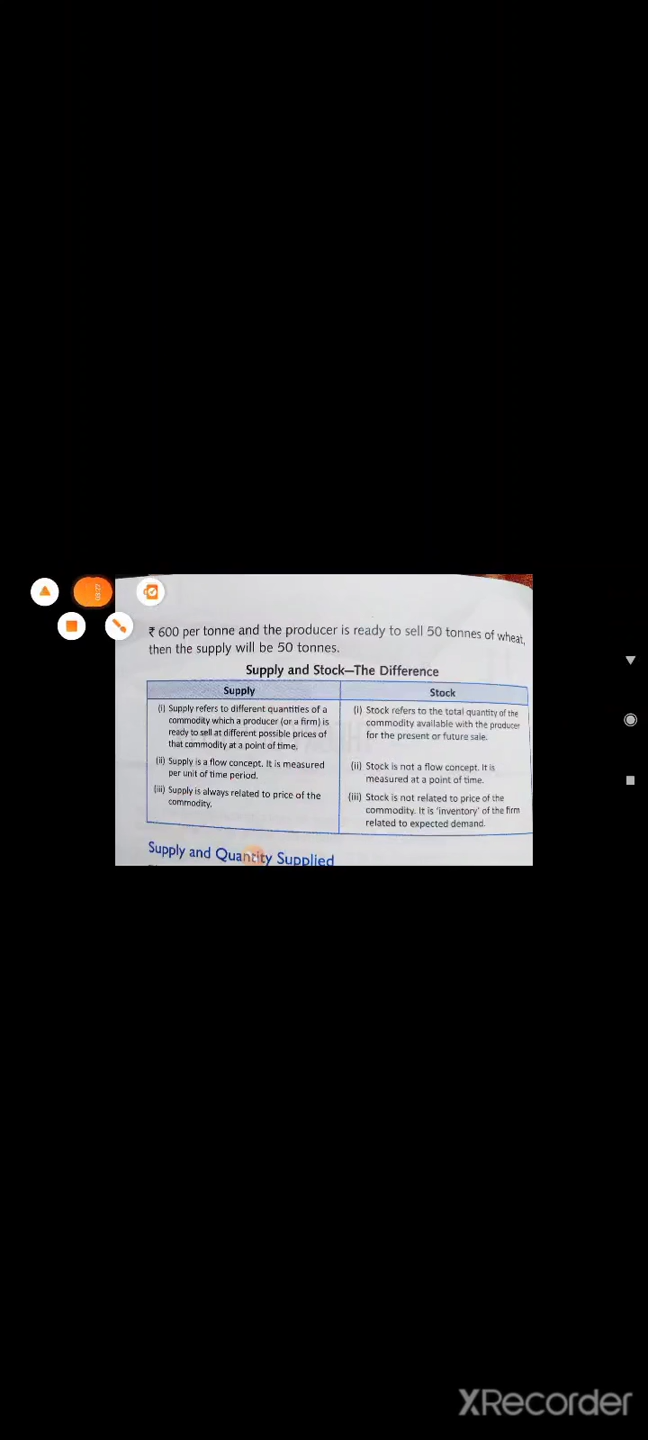 ₹ 600 per tonne and the producer is ready to sell 50 tonnes of wheat,
then the supply will be 50 tonnes.
Supply and Stock—The Difference
Supply
(i) Supply refers to different quantities of a
commodity which a producer (or a firm) is
ready to sell at different possible prices of
that commodity at a point of time.
(ii) Supply is a flow concept. It is measured
per unit of time period.
(iii) Supply is always related to price of the
commodity.
Stock
(i) Stock refers to the total quantity of the
commodity available with the producer
for the present or future sale.
(ii) Stock is not a flow concept. It is
measured at a point of time.
(iii) Stock is not related to price of the
commodity. It is 'inventory' of the firm
related to expected demand.
Supply and Quantity Supplied
XRecorder